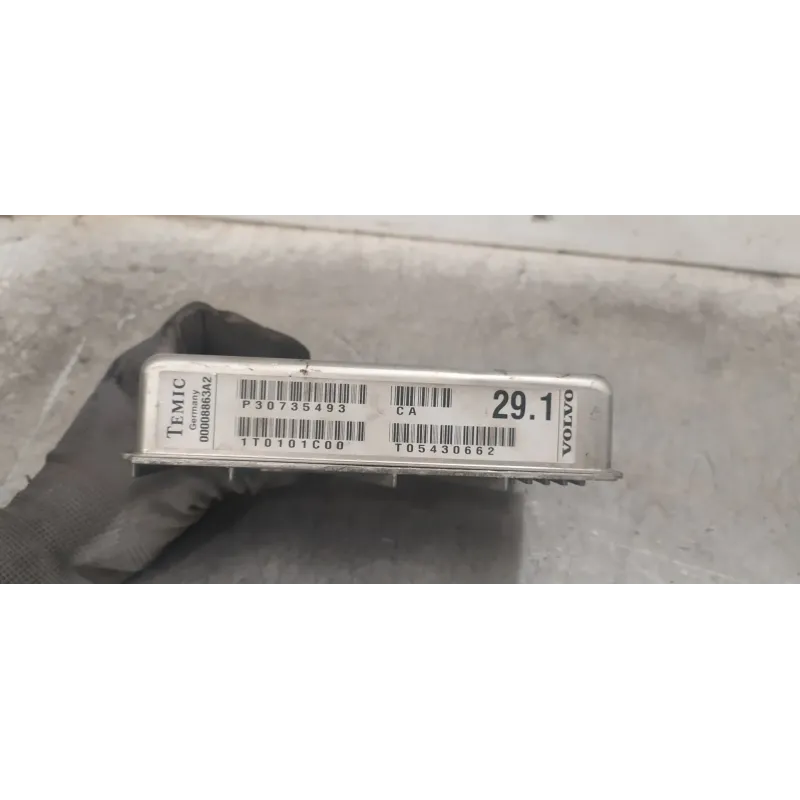 TEMIC
Germany
00008863A2
P30735493
CA
29.1
VOLVO
1T0101C00
T05430662